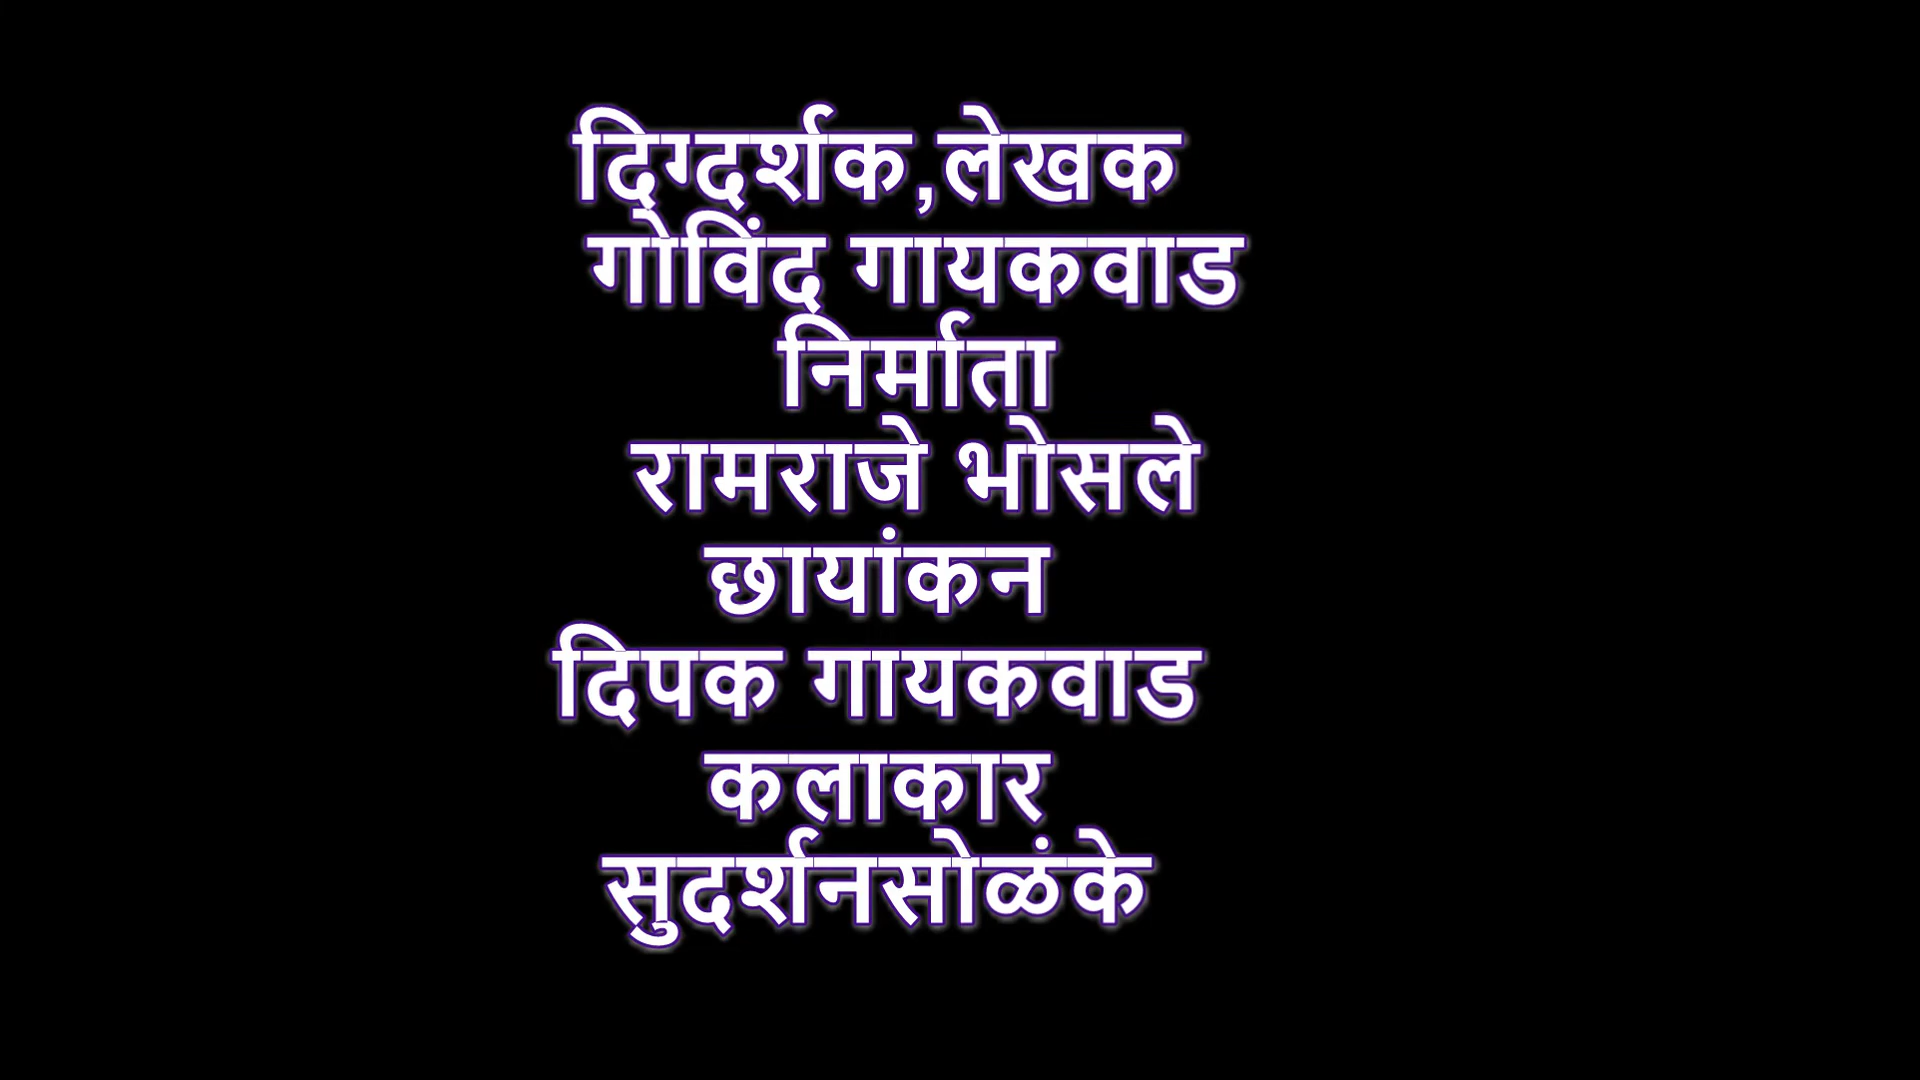 दिग्दर्शक,लेखक
गोविंद गायकवाड
निर्माता
रामराजे भोसले
छायांकन
दिपक गायकवाड
कलाकार
सुदर्शनसोळंके